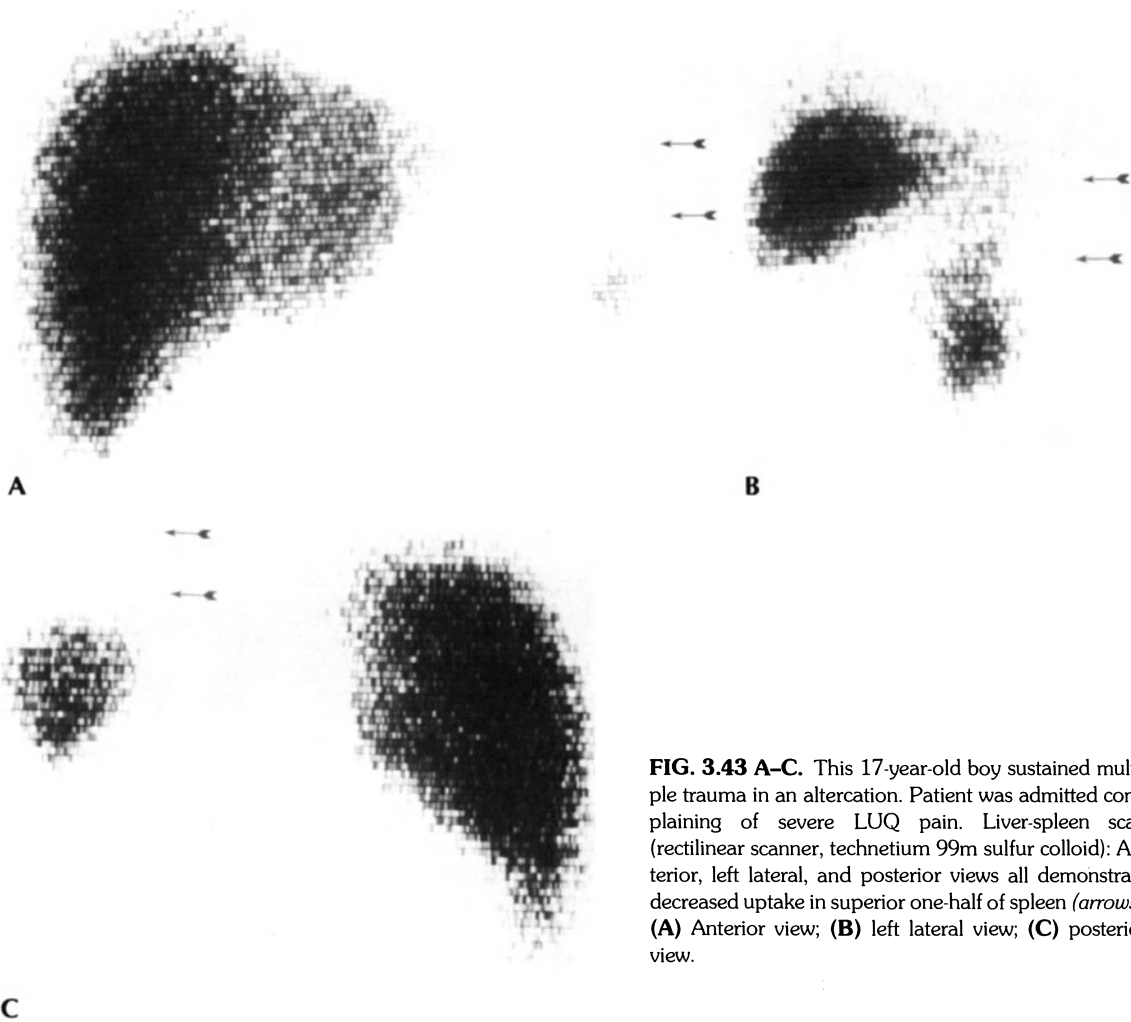 A
B
C
FIG. 3.43 A–C. This 17-year-old boy sustained mul
ple trauma in an altercation. Patient was admitted con
plaining of severe LUQ pain. Liver-spleen sca
(rectilinear scanner, technetium 99m sulfur colloid): A
terior, left lateral, and posterior views all demonstra
decreased uptake in superior one-half of spleen (arrows
(A) Anterior view; (B) left lateral view; (C) posteri
view.